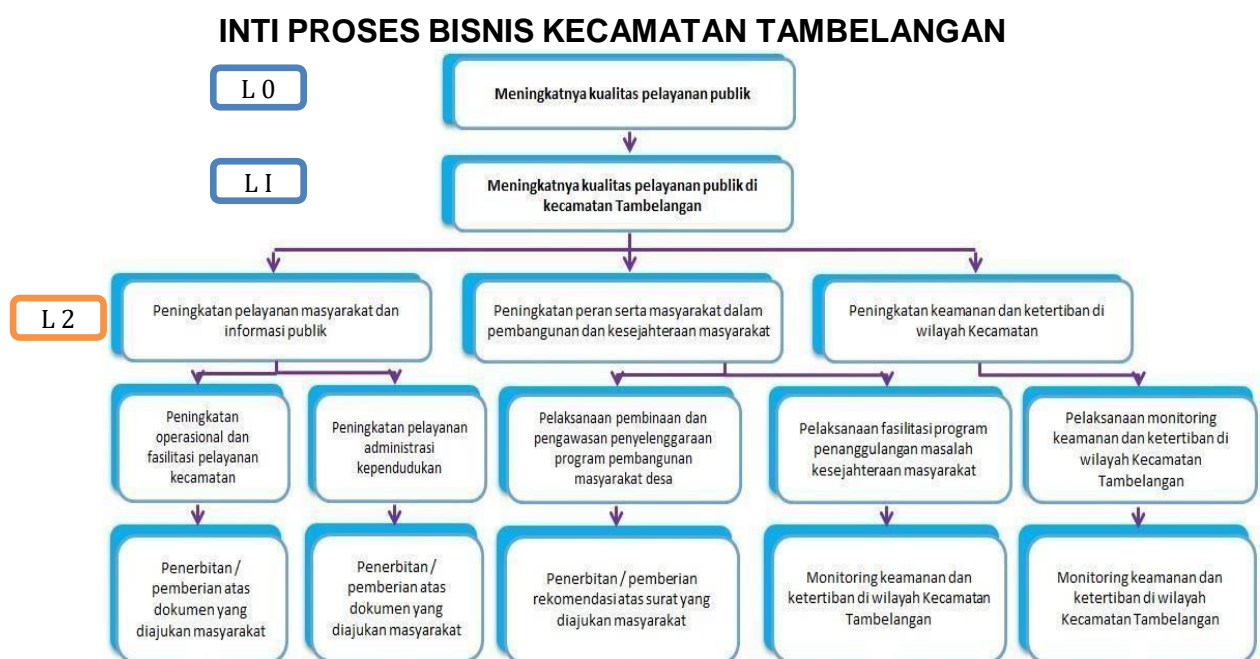 INTI PROSES BISNIS KECAMATAN TAMBELANGAN
L 0
Meningkatnya kualitas pelayanan publik
L I
Meningkatnya kualitas pelayanan publik di
kecamatan Tambelangan
L 2
Peningkatan pelayanan masyarakat dan
informasi publik
Peningkatan peran serta masyarakat dalam
pembangunan dan kesejahteraan masyarakat
Peningkatan keamanan dan ketertiban di
wilayah Kecamatan
Peningkatan
operasional dan
fasilitasi pelayanan
kecamatan
Peningkatan pelayanan
administrasi
kependudukan
Pelaksanaan pembinaan dan
pengawasan penyelenggaraan
program pembangunan
masyarakat desa
Pelaksanaan fasilitasi program
penanggulangan masalah
kesejahteraan masyarakat
Pelaksanaan monitoring
keamanan dan ketertiban di
wilayah Kecamatan
Tambelangan
Penerbitan /
pemberian atas
dokumen yang
diajukan masyarakat
Penerbitan /
pemberian atas
dokumen yang
diajukan masyarakat
Penerbitan / pemberian
rekomendasi atas surat yang
diajukan masyarakat
Monitoring keamanan dan
ketertiban di wilayah Kecamatan
Tambelangan
Monitoring keamanan dan
ketertiban di wilayah
Kecamatan Tambelangan